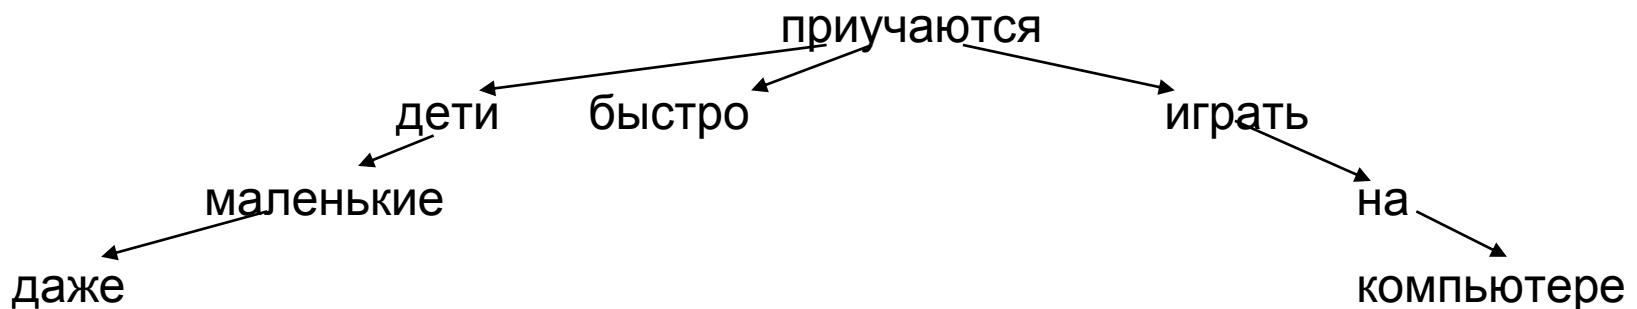 приучаются
дети быстро играть
маленькие на
даже компьютере